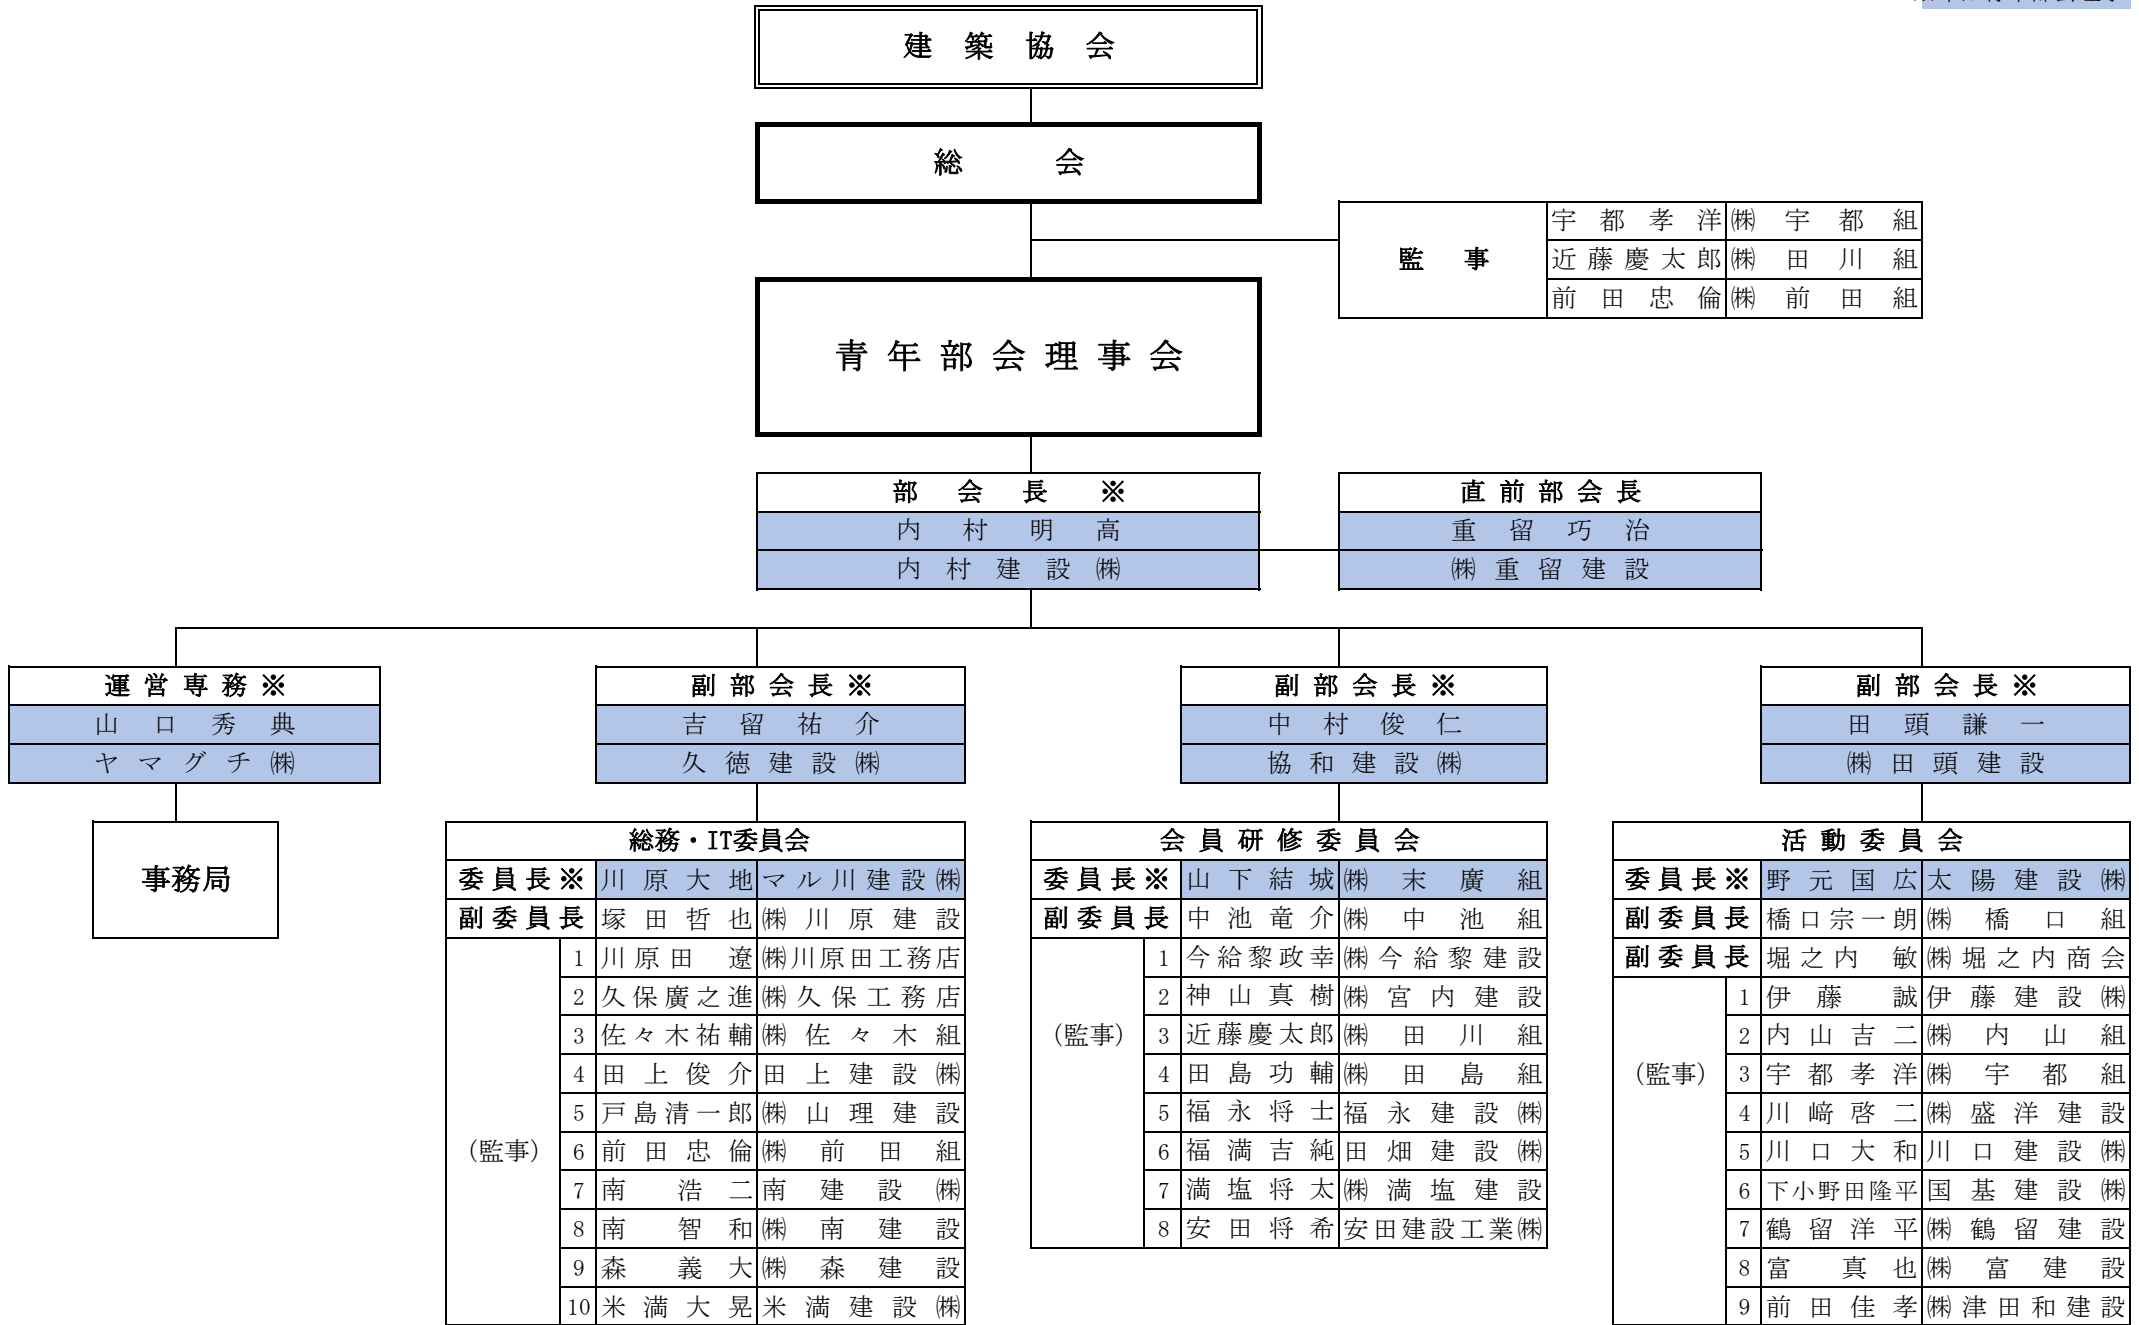 建築協会
総会
監事
宇都孝洋 ㈱宇都組
近藤慶太郎 ㈱田川組
前田忠倫 ㈱前田組
青年部会理事会
部会長※
内村明高
内村建設㈱
直前部会長
重留巧治
㈱重留建設
運営専務※
山口秀典
ヤマグチ㈱
事務局
副部会長※
吉留祐介
久徳建設㈱
総務・IT委員会
委員長※ 川原大地 マル川建設㈱
副委員長 塚田哲也 ㈱川原建設
1 川原田遼 ㈱川原田工務店
2 久保廣之進 ㈱久保工務店
3 佐々木祐輔 ㈱佐々木組
4 田上俊介 田上建設㈱
5 戸島清一郎 ㈱山理建設
(監事) 6 前田忠倫 ㈱前田組
7 南浩二 南建設㈱
8 南智和 ㈱南建設
9 森義大 ㈱森建設
10 米満大晃 米満建設㈱
副部会長※
中村俊仁
協和建設㈱
会員研修委員会
委員長※ 山下結城 ㈱末廣組
副委員長 中池竜介 ㈱中池組
1 今給黎政幸 ㈱今給黎建設
2 神山真樹 ㈱宮内建設
(監事) 3 近藤慶太郎 ㈱田川組
4 田島功輔 ㈱田島組
5 福永将士 福永建設㈱
6 福満吉純 田畑建設㈱
7 満塩将太 ㈱満塩建設
8 安田将希 安田建設工業㈱
副部会長※
田頭謙一
㈱田頭建設
活動委員会
委員長※ 野元国広 太陽建設㈱
副委員長 橋口宗一朗 ㈱橋口組
副委員長 堀之内敏 ㈱堀之内商会
1 伊藤誠 伊藤建設㈱
2 内山吉二 ㈱内山組
(監事) 3 宇都孝洋 ㈱宇都組
4 川﨑啓二 ㈱盛洋建設
5 川口大和 川口建設㈱
6 下小野田隆平 国基建設㈱
7 鶴留洋平 ㈱鶴留建設
8 富真也 ㈱富建設
9 前田佳孝 ㈱津田和建設